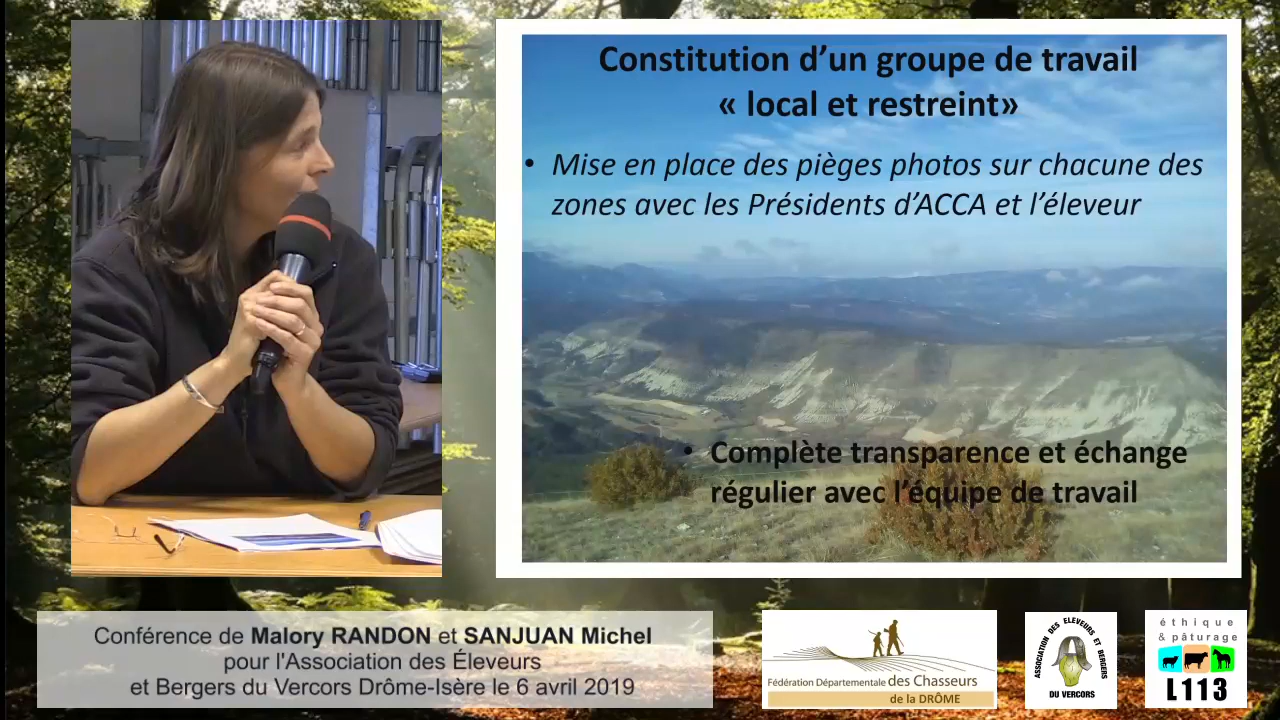 Constitution d’un groupe de travail
« local et restreint»
• Mise en place des pièges photos sur chacune des
zones avec les Présidents d’ACCA et l’éleveur
• Complète transparence et échange
régulier avec l’équipe de travail
Conférence de Malory RANDON et SANJUAN Michel
pour l'Association des Éleveurs
et Bergers du Vercors Drôme-Isère le 6 avril 2019
Fédération Départementale des Chasseurs
de la DRÔME
ASSOCIATION DES ELEVEURS ET BERGERS
DU VERCORS
éthique
& pâturage
L113